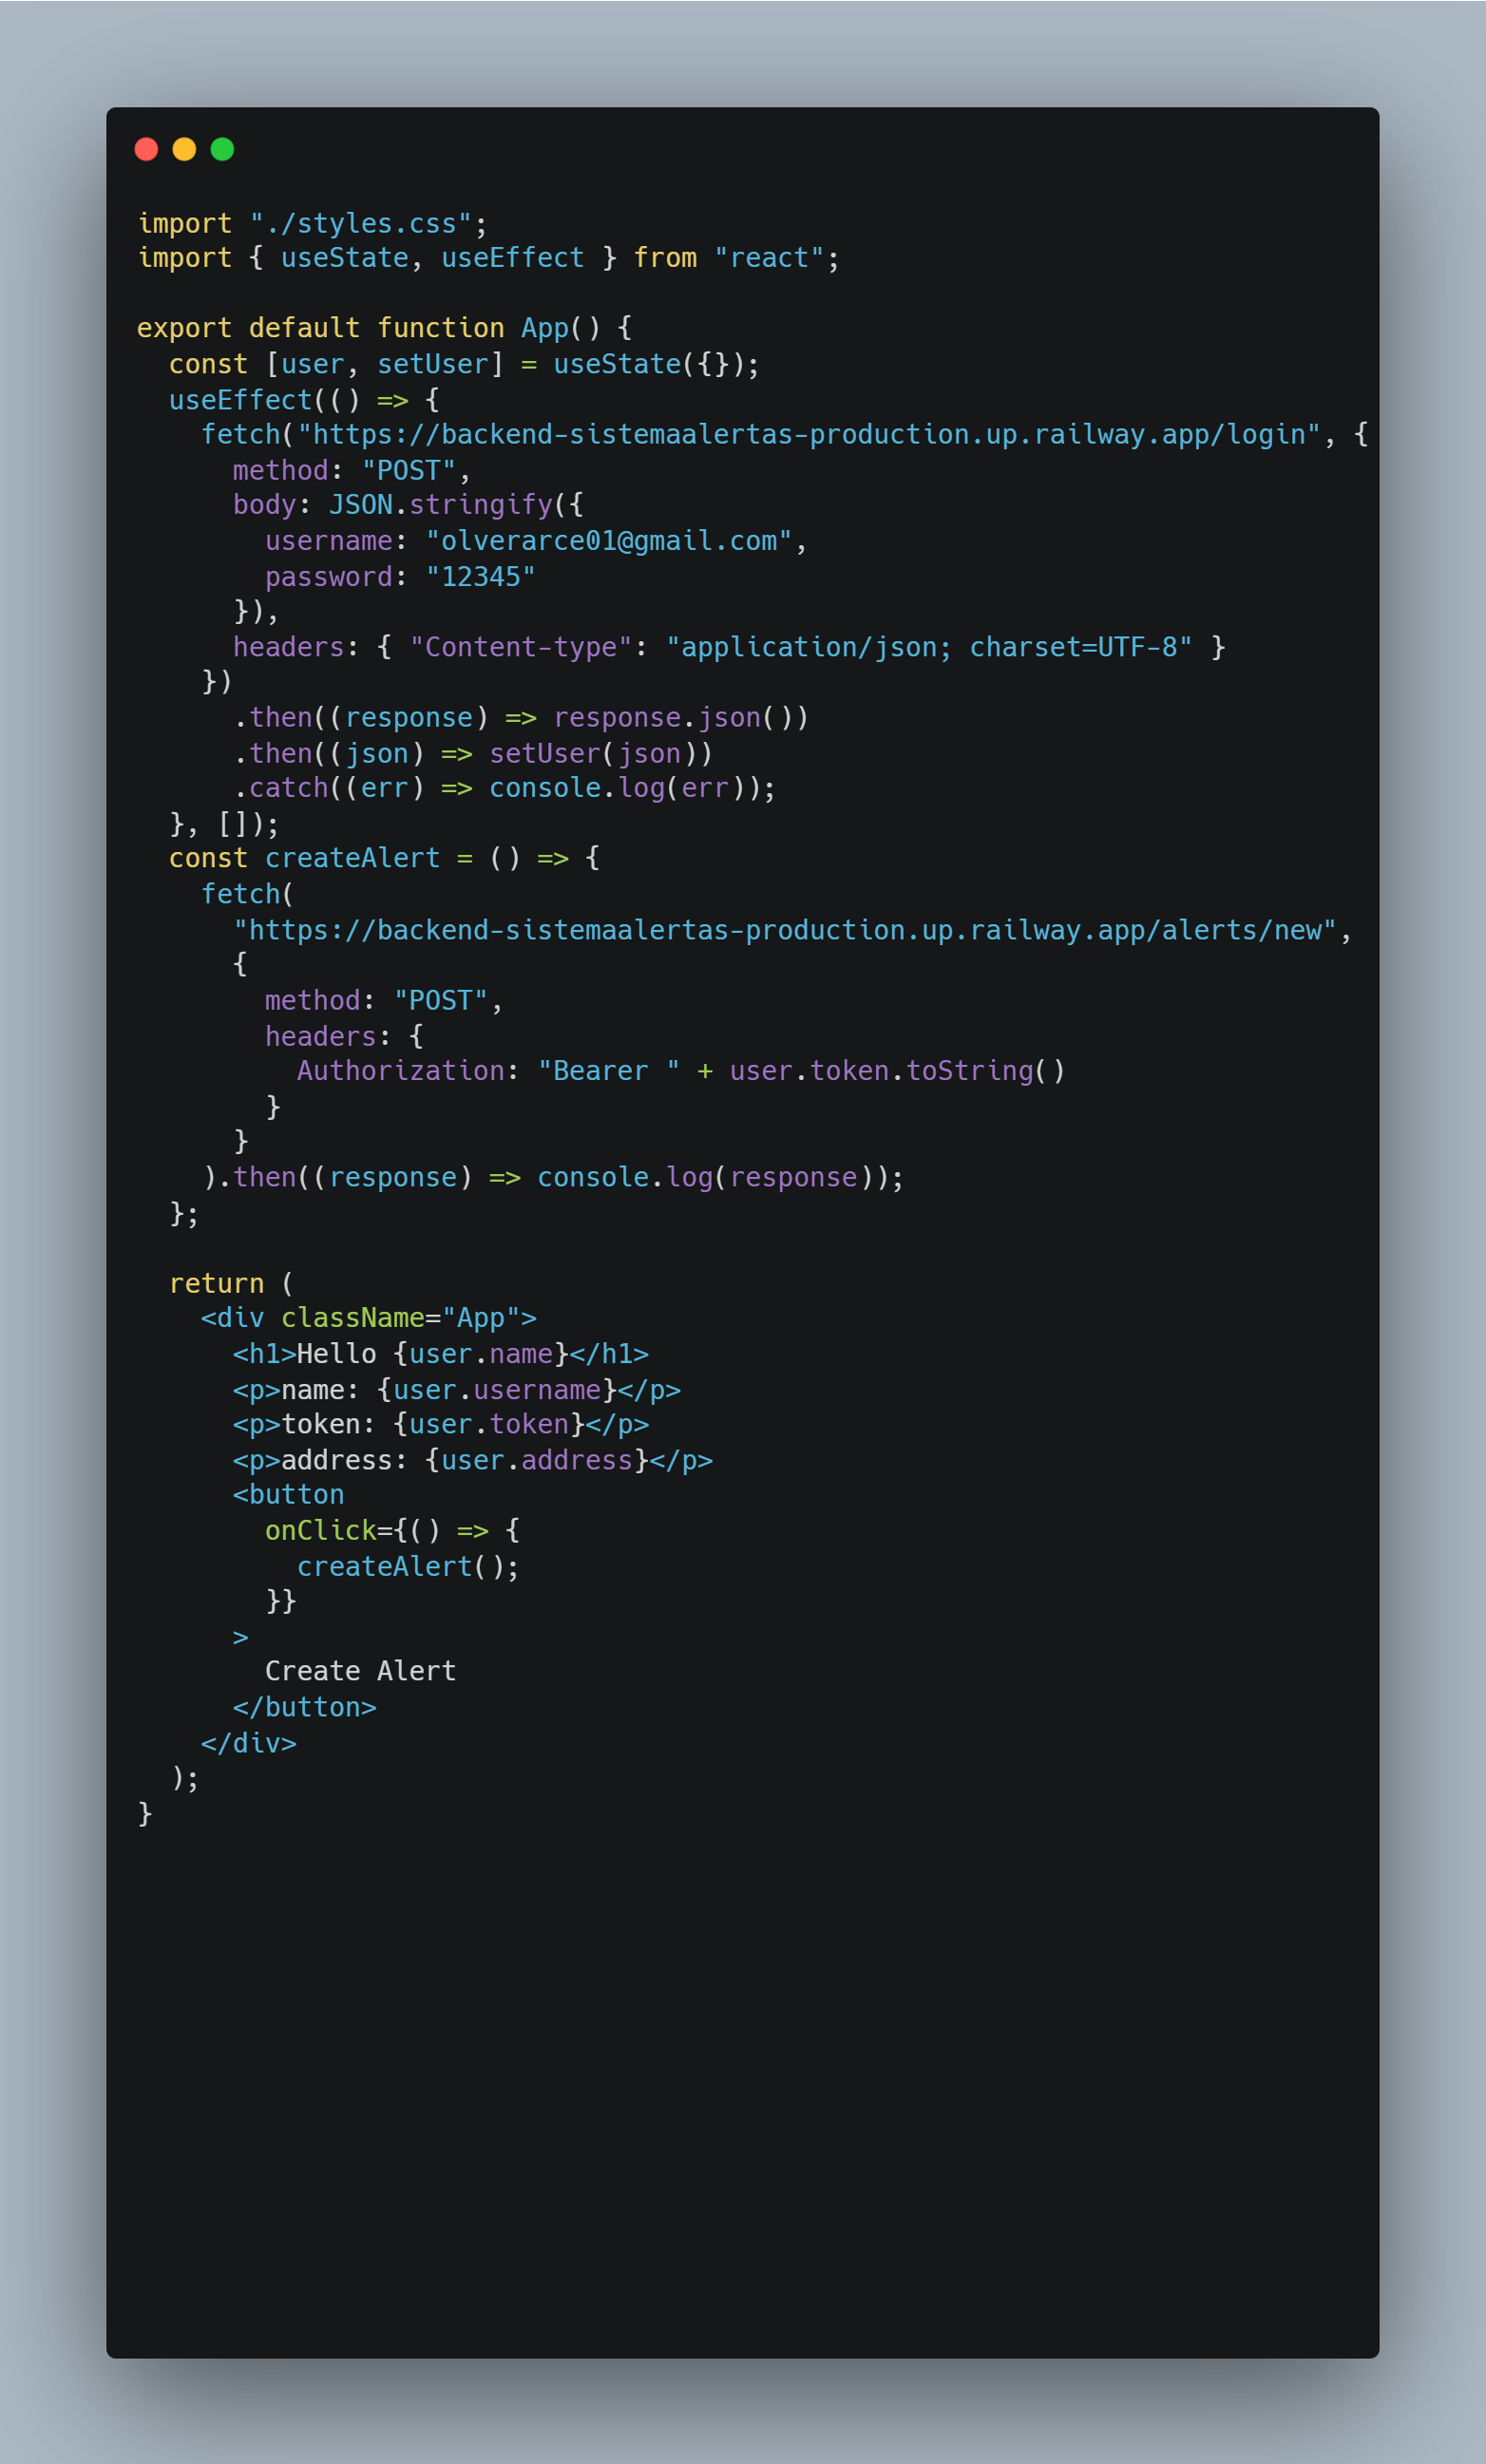 import "./styles.css";
import { useState, useEffect } from "react";

export default function App() {
  const [user, setUser] = useState({});
  useEffect(() => {
    fetch("https://backend-sistemaalertas-production.up.railway.app/login", {
      method: "POST",
      body: JSON.stringify({
        username: "olverarce01@gmail.com",
        password: "12345"
      }),
      headers: { "Content-type": "application/json; charset=UTF-8" }
    })
      .then((response) => response.json())
      .then((json) => setUser(json))
      .catch((err) => console.log(err));
  }, []);
  const createAlert = () => {
    fetch(
      "https://backend-sistemaalertas-production.up.railway.app/alerts/new",
      {
        method: "POST",
        headers: {
          Authorization: "Bearer " + user.token.toString()
        }
      }
    ).then((response) => console.log(response));
  };

  return (
    <div className="App">
      <h1>Hello {user.name}</h1>
      <p>name: {user.username}</p>
      <p>token: {user.token}</p>
      <p>address: {user.address}</p>
      <button
        onClick={() => {
          createAlert();
        }}
      >
        Create Alert
      </button>
    </div>
  );
}